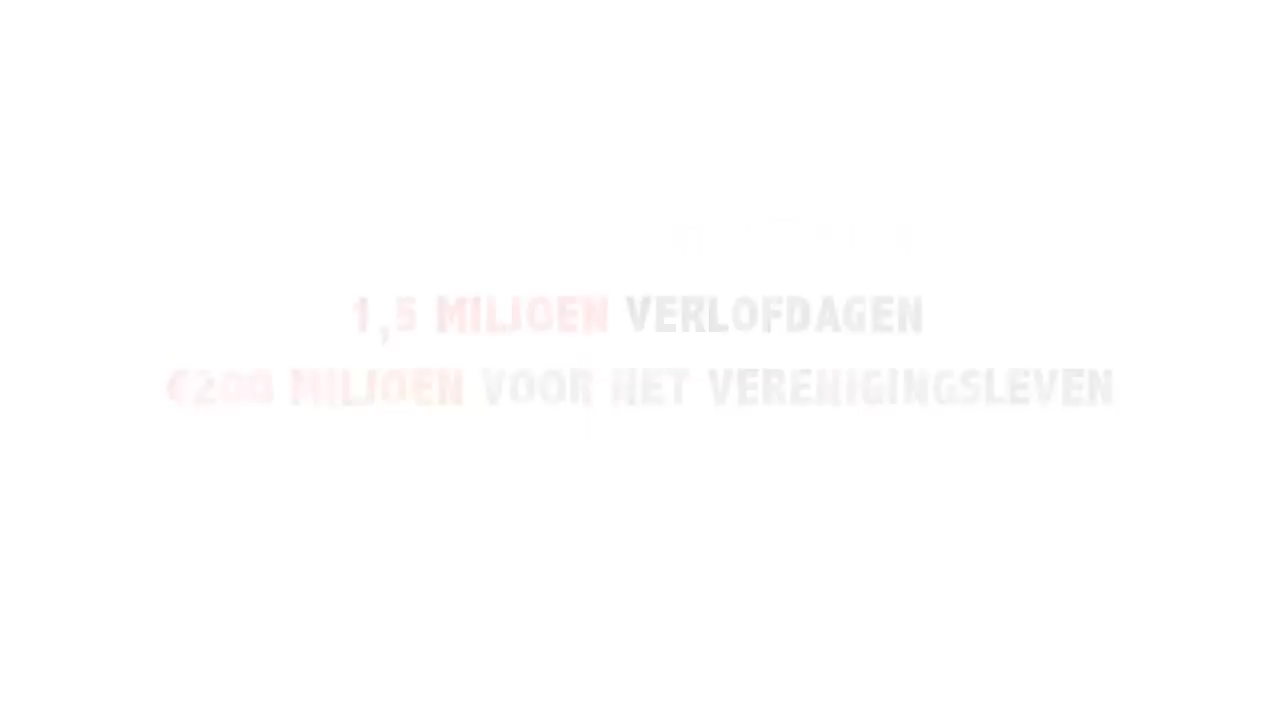 1,5 MILJOEN VERLOFDAGEN
€200 MILJOEN VOOR HET VERENIGINGSLEVEN